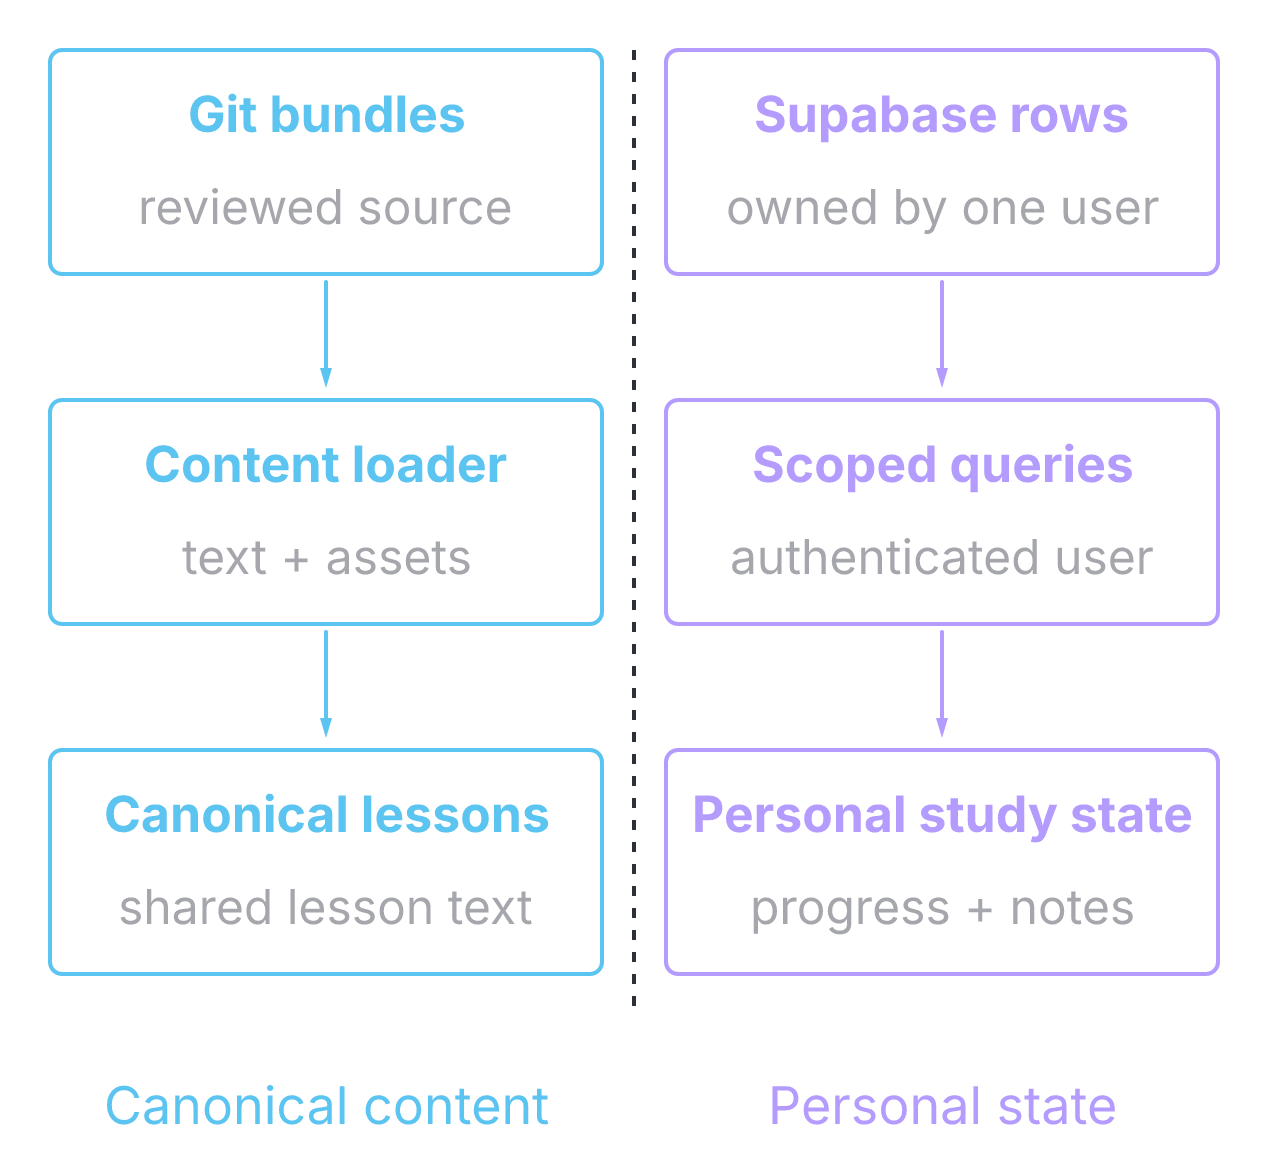 Git bundles
reviewed source
Content loader
text + assets
Canonical lessons
shared lesson text
Canonical content
Supabase rows
owned by one user
Scoped queries
authenticated user
Personal study state
progress + notes
Personal state